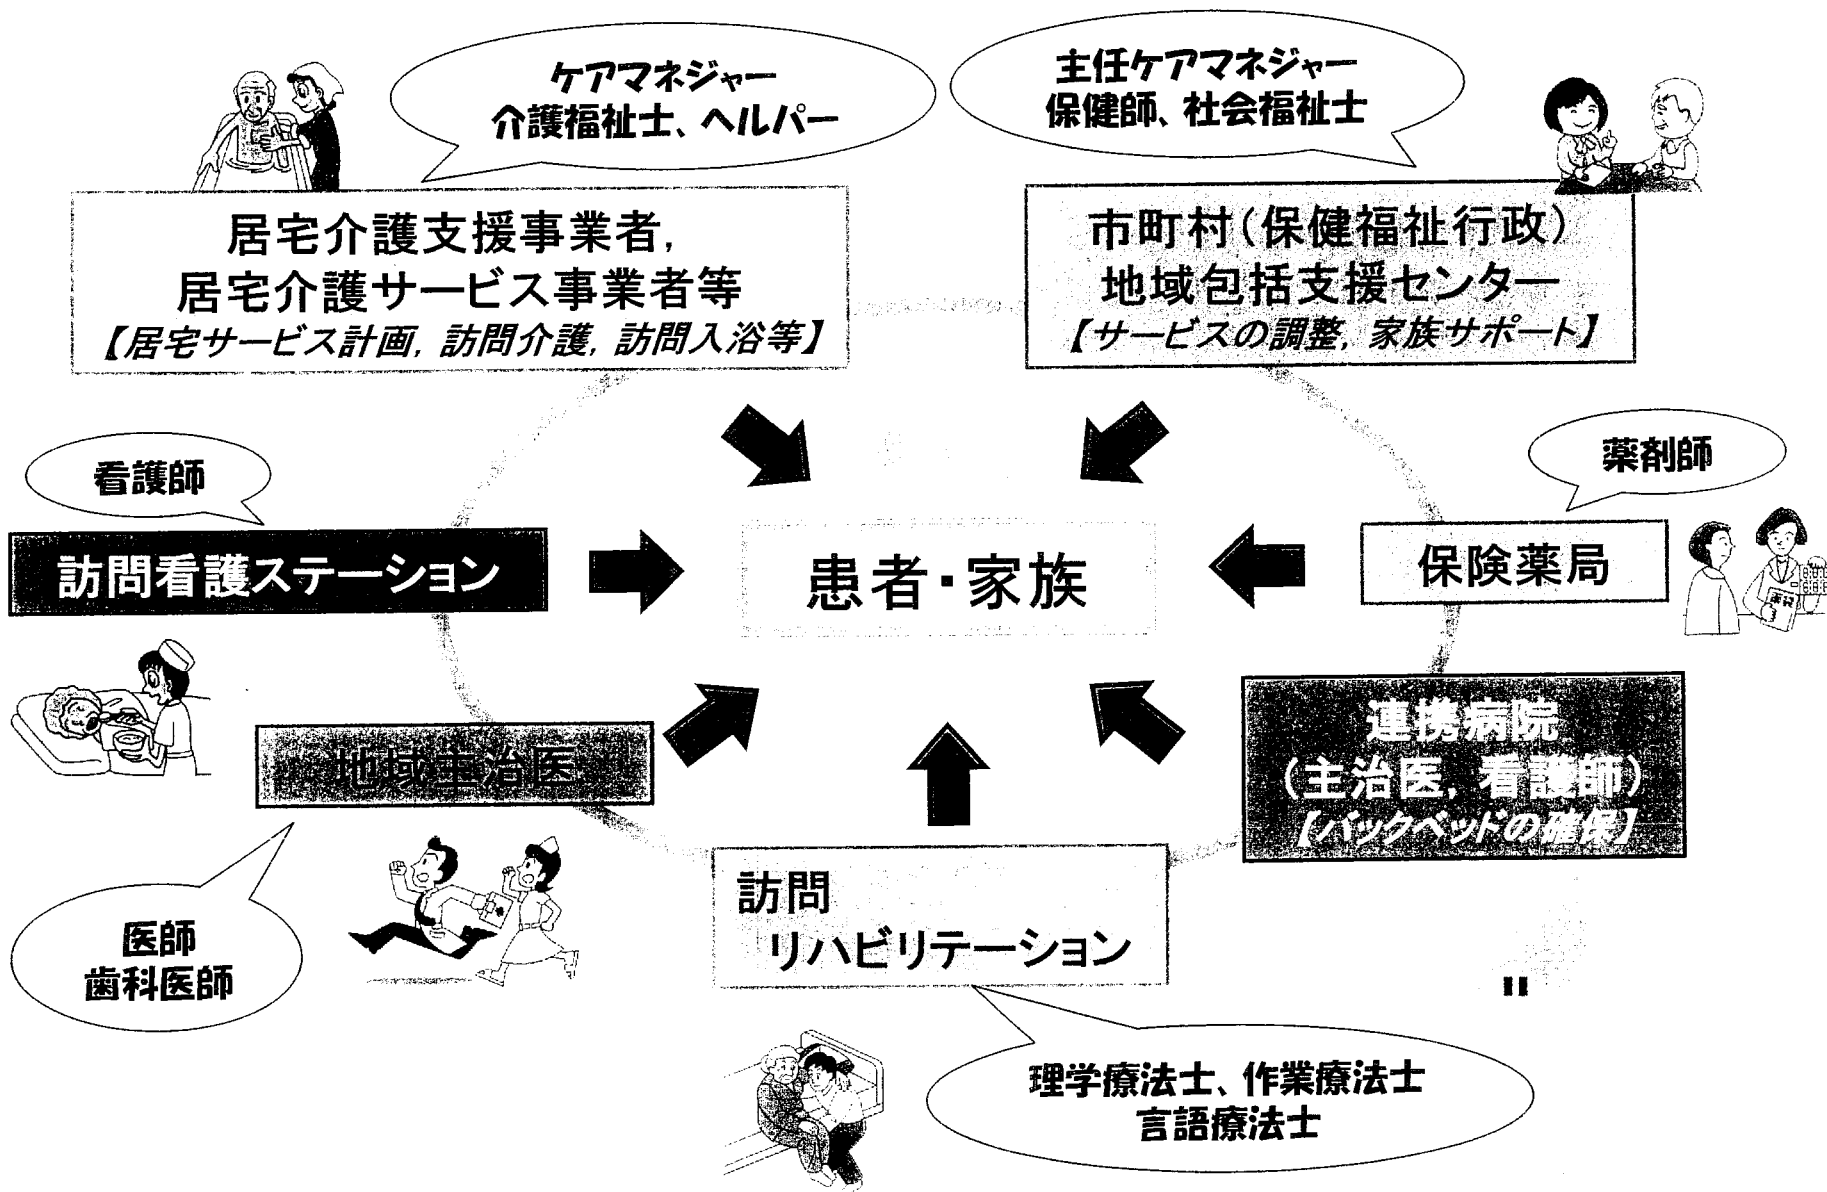 ケアマネジャー
介護福祉士、ヘルパー
主任ケアマネジャー
保健師、社会福祉士
居宅介護支援事業者,
居宅介護サービス事業者等
【居宅サービス計画, 訪問介護, 訪問入浴等】
市町村(保健福祉行政)
地域包括支援センター
【サービスの調整, 家族サポート】
看護師
訪問看護ステーション
患者・家族
薬剤師
保険薬局
地域主治医
医師
歯科医師
連携病院
(主治医, 看護師)
【バックベッドの確保】
訪問
リハビリテーション
理学療法士、作業療法士
言語療法士